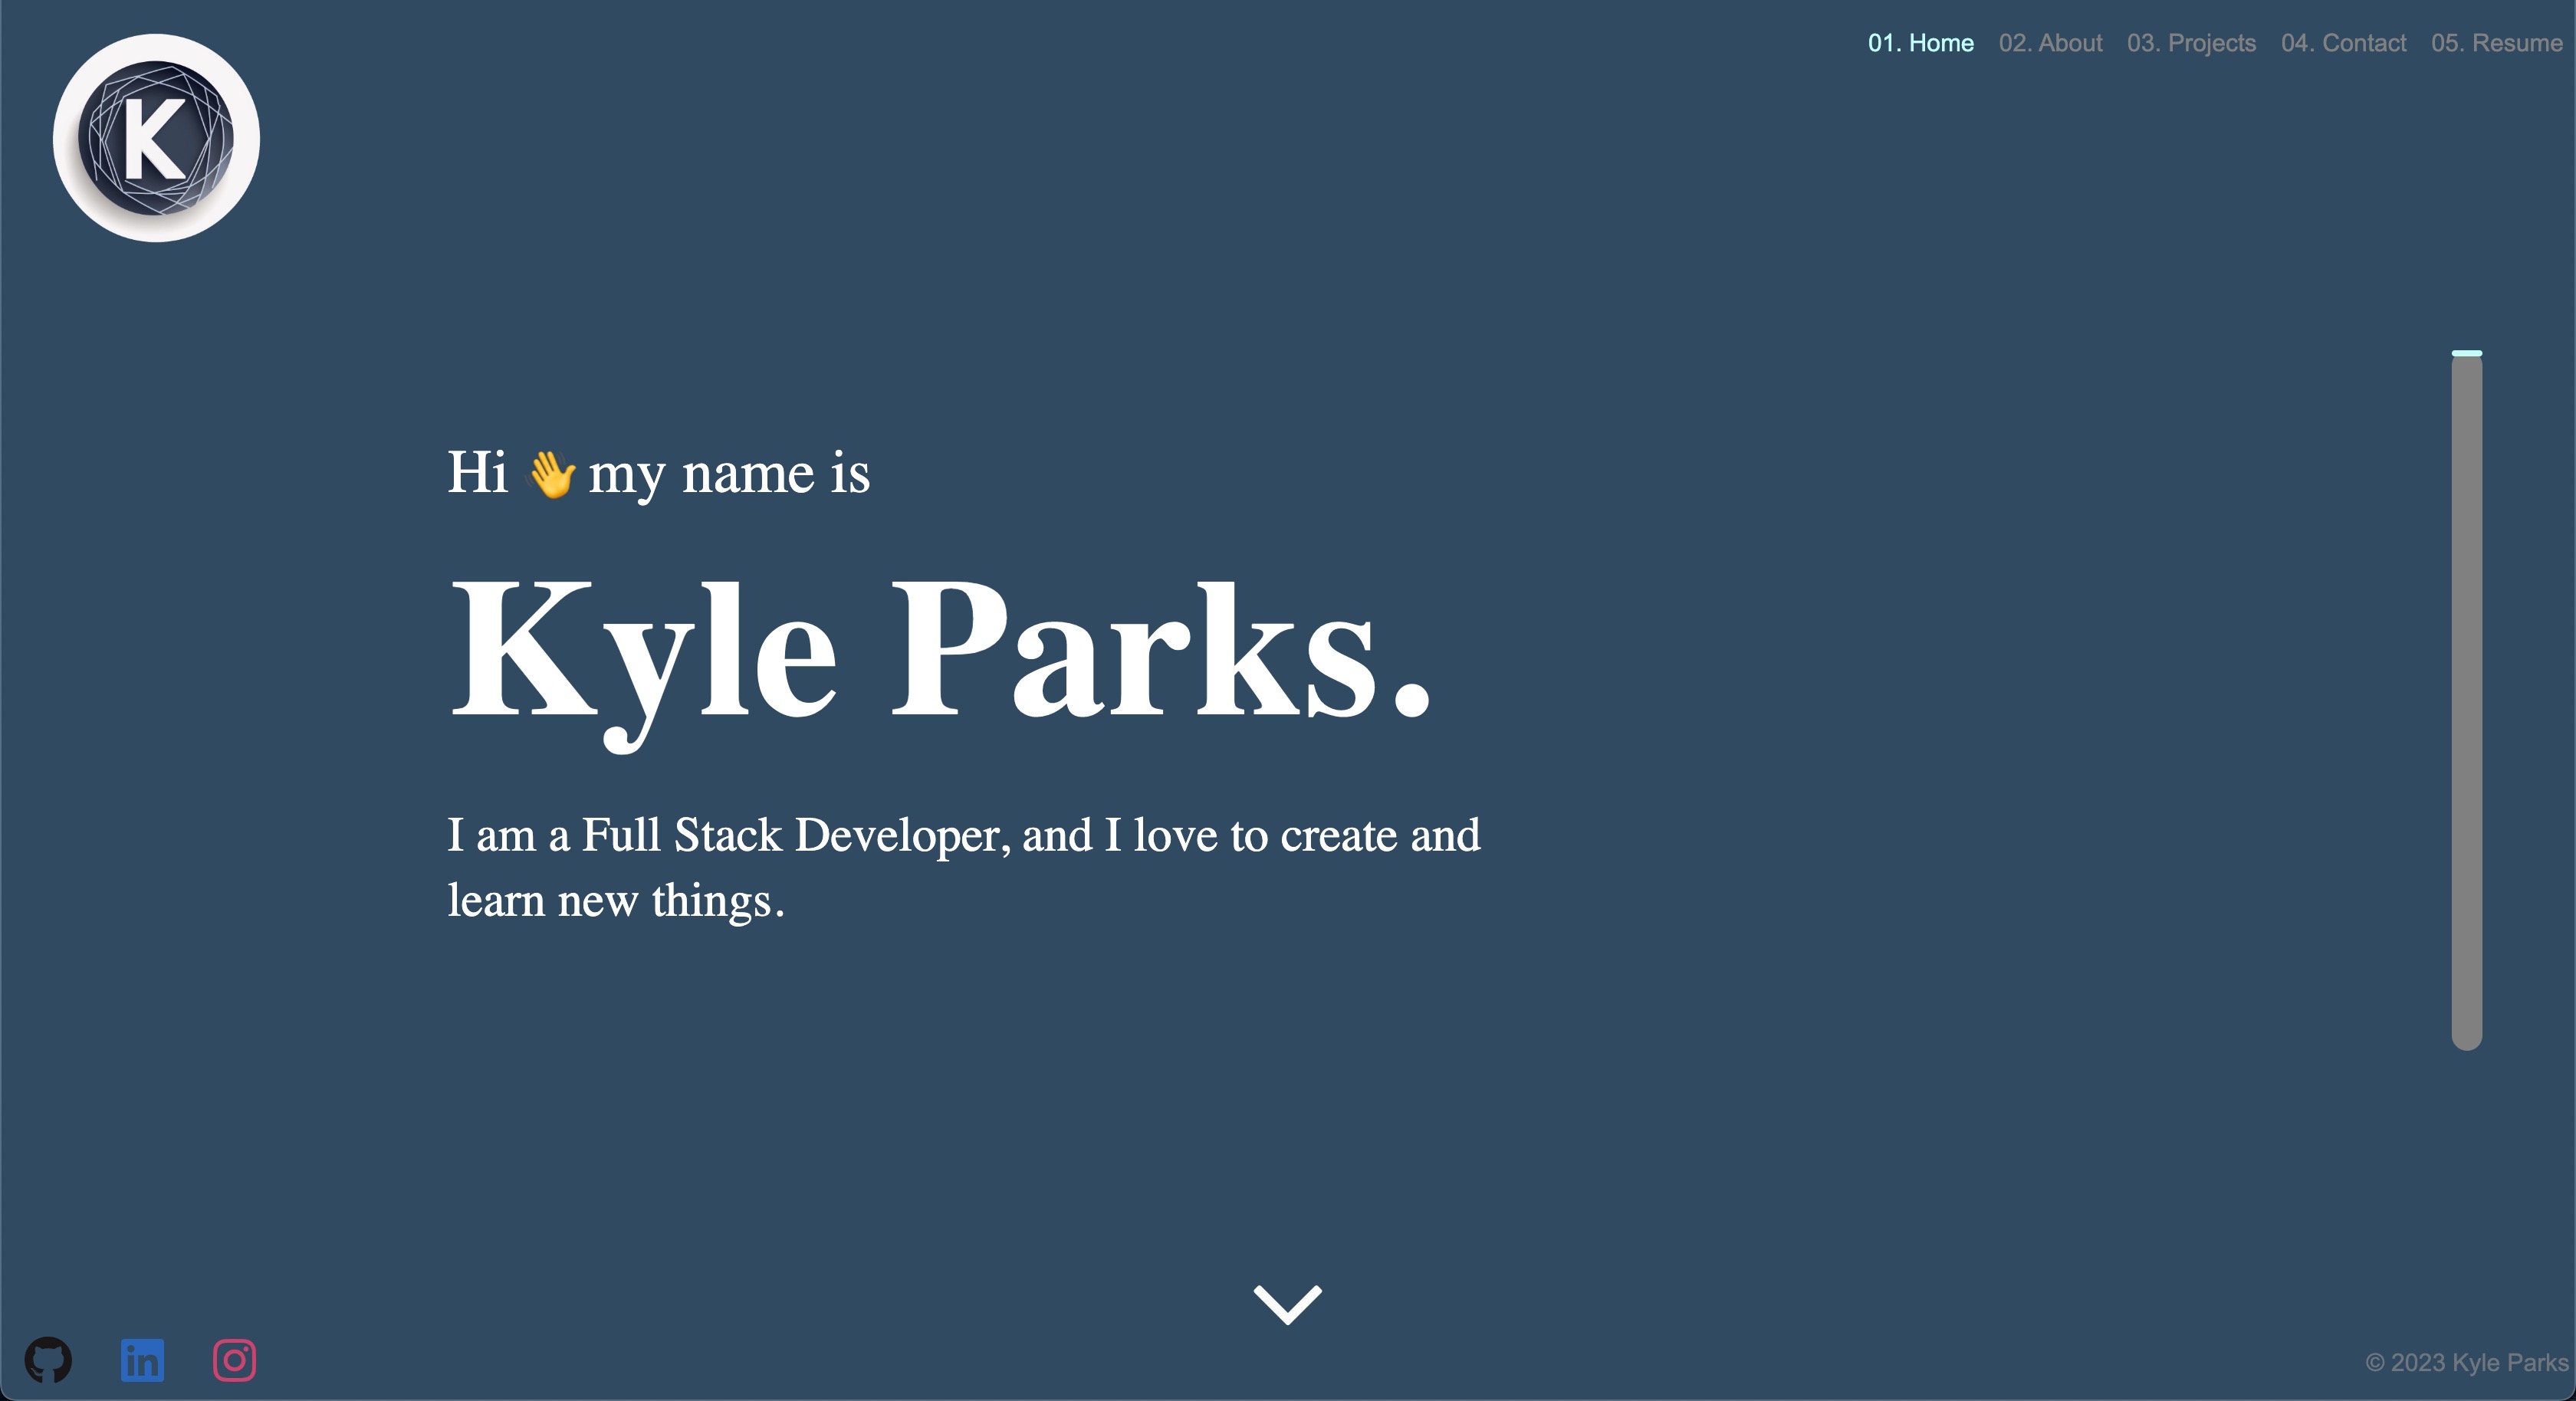 K
01. Home 02. About 03. Projects 04. Contact 05. Resume
Hi 👋 my name is
Kyle Parks.
I am a Full Stack Developer, and I love to create and
learn new things.
in
© 2023 Kyle Parks